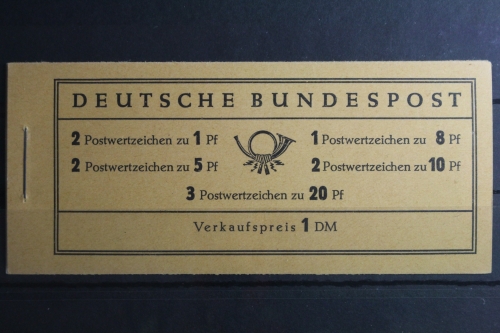 DEUTSCHE BUNDESPOST
2 Postwertzeichen zu 1 Pf 1 Postwertzeichen zu 8 Pf
2 Postwertzeichen zu 5 Pf 2 Postwertzeichen zu 10 Pf
3 Postwertzeichen zu 20 Pf
Verkaufspreis 1 DM